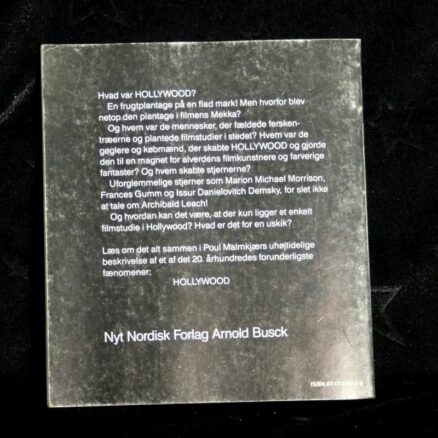 Hvad var HOLLYWOOD?
En frugtplantage på en flad mark! Men hvorfor blev
netop den plantage i filmens Mekka?
Og hvem var de mennesker, der fældede fersken-
træerne og plantede filmstudier i stedet? Hvem var de
gøglere og købmænd, der skabte HOLLYWOOD og gjorde
den til en magnet for alverdens filmkunstnere og farverige
fantaster? Og hvem skabte stjernerne?
Uforglemmelige stjerner som Marion Michael Morrison,
Frances Gumm og Issur Danielovitch Demsky, for slet ikke
at tale om Archibald Leach!
Og hvordan kan det være, at der kun ligger et enkelt
filmstudie i Hollywood? Hvad er det for en uskik?
Læs om det alt sammen i Poul Malmkjærs uhøjtidelige
beskrivelse af et af det 20. århundredes forunderligste
fænomener:
HOLLYWOOD
Nyt Nordisk Forlag Arnold Busck
ISBN